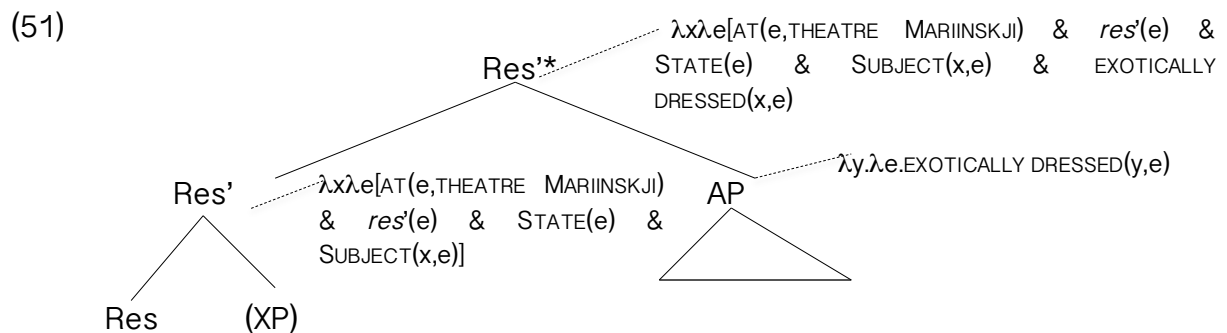 (51)
λxλe[AT(e,THEATRE MARIINSKJI) & res'(e) &
STATE(e) & SUBJECT(x,e) & EXOTICALLY
DRESSED(x,e)
Res'*
λy.λe.EXOTICALLY DRESSED(y,e)
Res'
λxλe[AT(e,THEATRE MARIINSKJI)
& res'(e) & STATE(e) &
SUBJECT(x,e)]
AP
Res (XP)